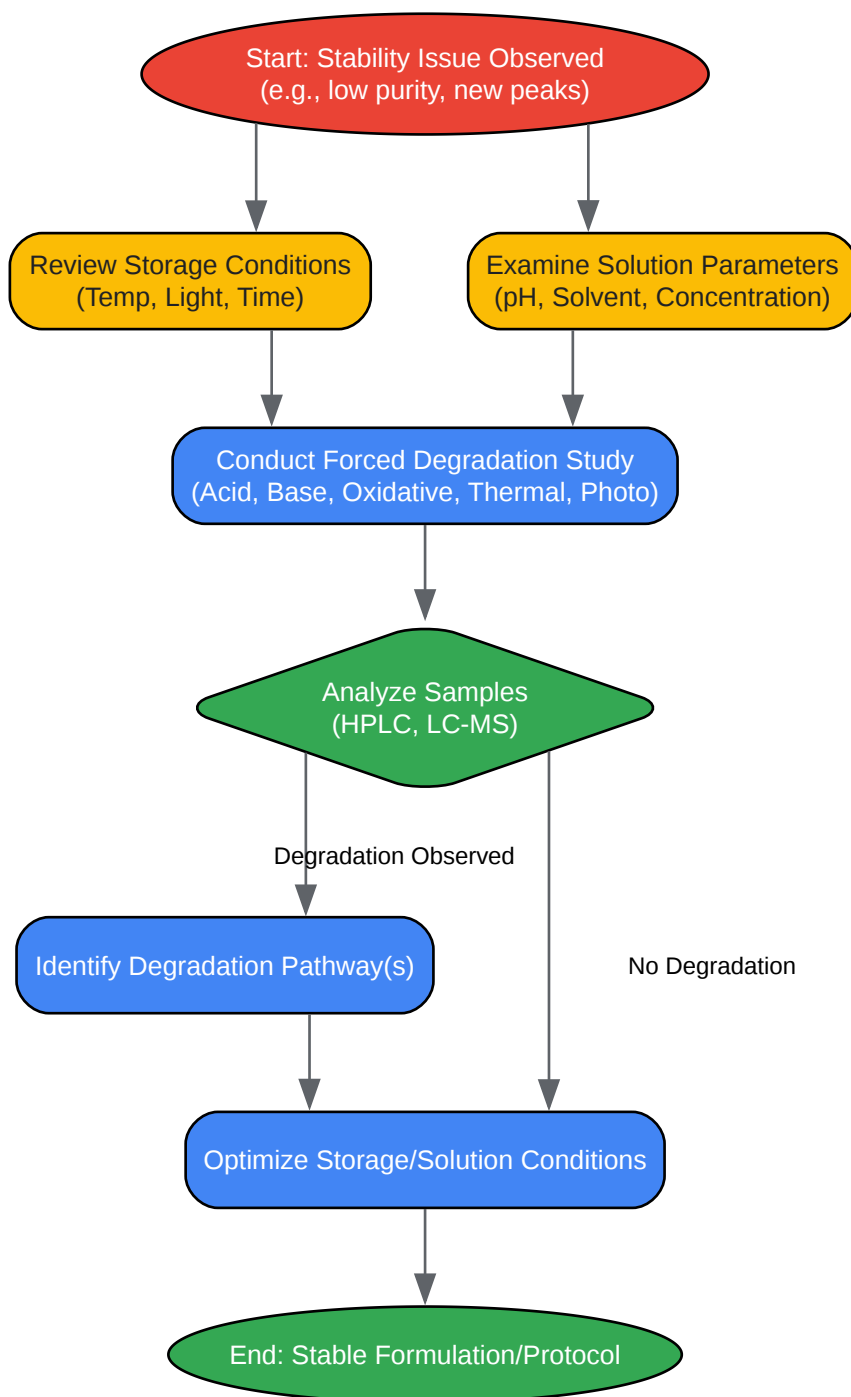 Start: Stability Issue Observed
(e.g., low purity, new peaks)
Review Storage Conditions
(Temp, Light, Time)
Examine Solution Parameters
(pH, Solvent, Concentration)
Conduct Forced Degradation Study
(Acid, Base, Oxidative, Thermal, Photo)
Analyze Samples
(HPLC, LC-MS)
Degradation Observed
Identify Degradation Pathway(s)
No Degradation
Optimize Storage/Solution Conditions
End: Stable Formulation/Protocol